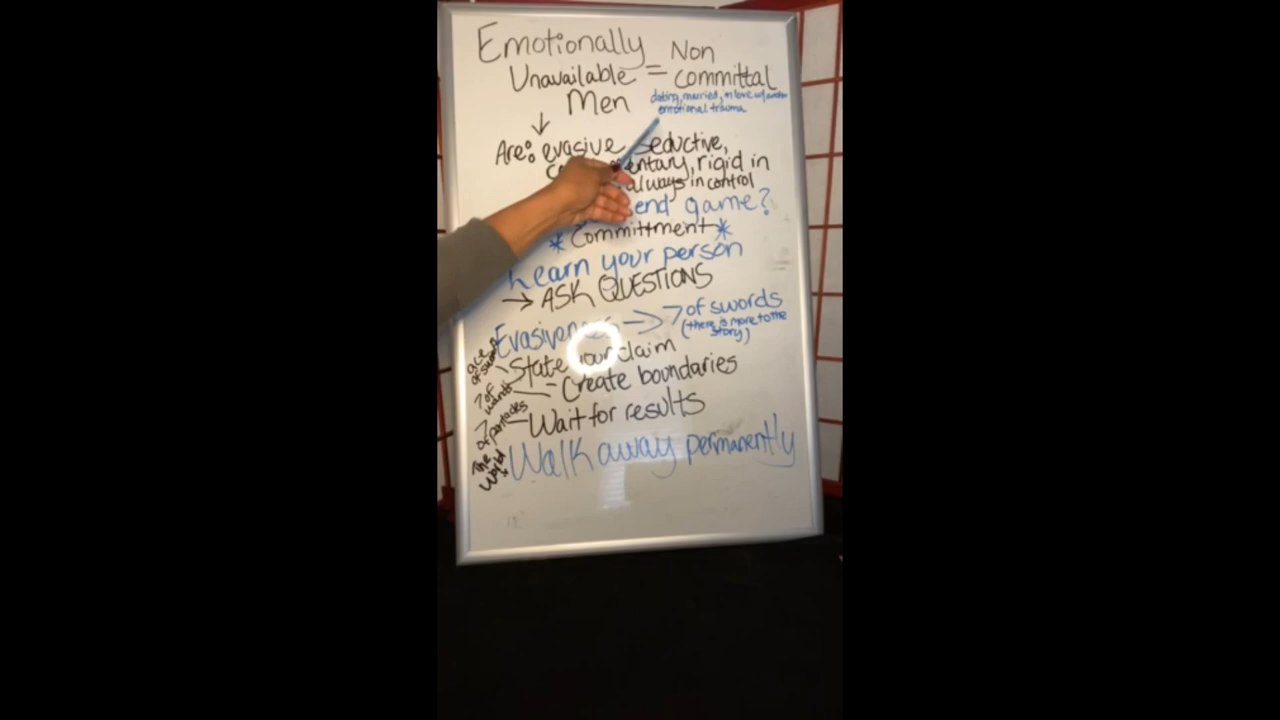 Emotionally
Unavailable = Non committal
Men
dating, married, in love w/
emotional trauma
Are: evasive seductive,
rigid in
always in control
end game?
*Committment*
Learn your person
→ ASK QUESTIONS
→ 7 of swords
(there is more to the
story)
ace of swords
State your claim
7 of wands
- Create boundaries
7 of pentacles
- Wait for results
The World
Walk away permanently